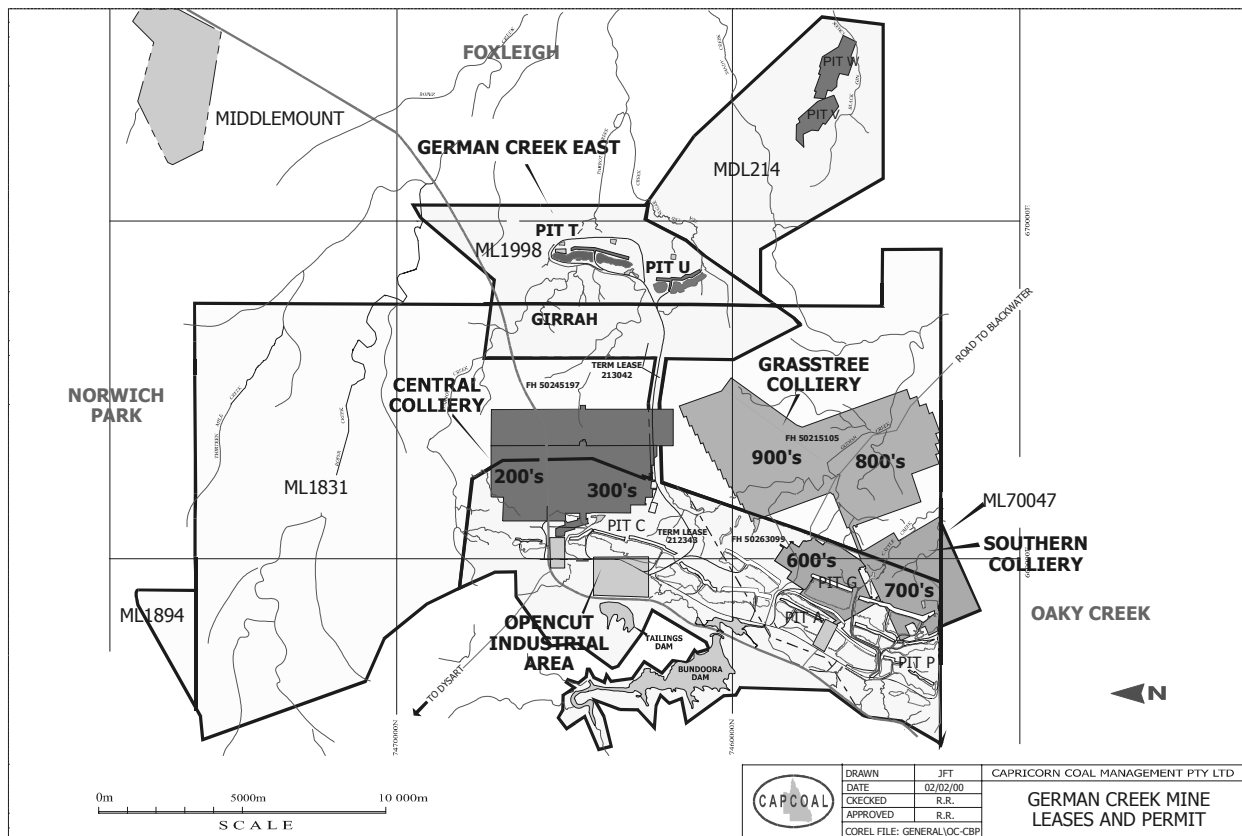 FOXLEIGH
PIT W
PIT V
MIDDLEMOUNT
GERMAN CREEK EAST
MDL214
670000E
PIT T
ML1998
PIT U
GIRRAH
ROAD TO BLACKWATER
TERM LEASE
213042
GRASSTREE
COLLIERY
CENTRAL
COLLIERY
FH 50245197
NORWICH
PARK
FH 50215105
900's
800's
200's
300's
ML1831
ML70047
PIT C
TERM LEASE
212343
FH 50263099
SOUTHERN
COLLIERY
600's
PIT G
700's
ML1894
OAKY CREEK
PIT A
OPENCUT
INDUSTRIAL
AREA
TAILINGS
DAM
PIT P
BUNDOORA
DAM
TO DYSART
N
7470000N
7460000N
0m
5000m
10 000m
SCALE
CAPCOAL
DRAWN JFT CAPRICORN COAL MANAGEMENT PTY LTD
DATE 02/02/00
CKECKED R.R.
APPROVED R.R.
GERMAN CREEK MINE
LEASES AND PERMIT
COREL FILE: GENERAL\OC-CBP